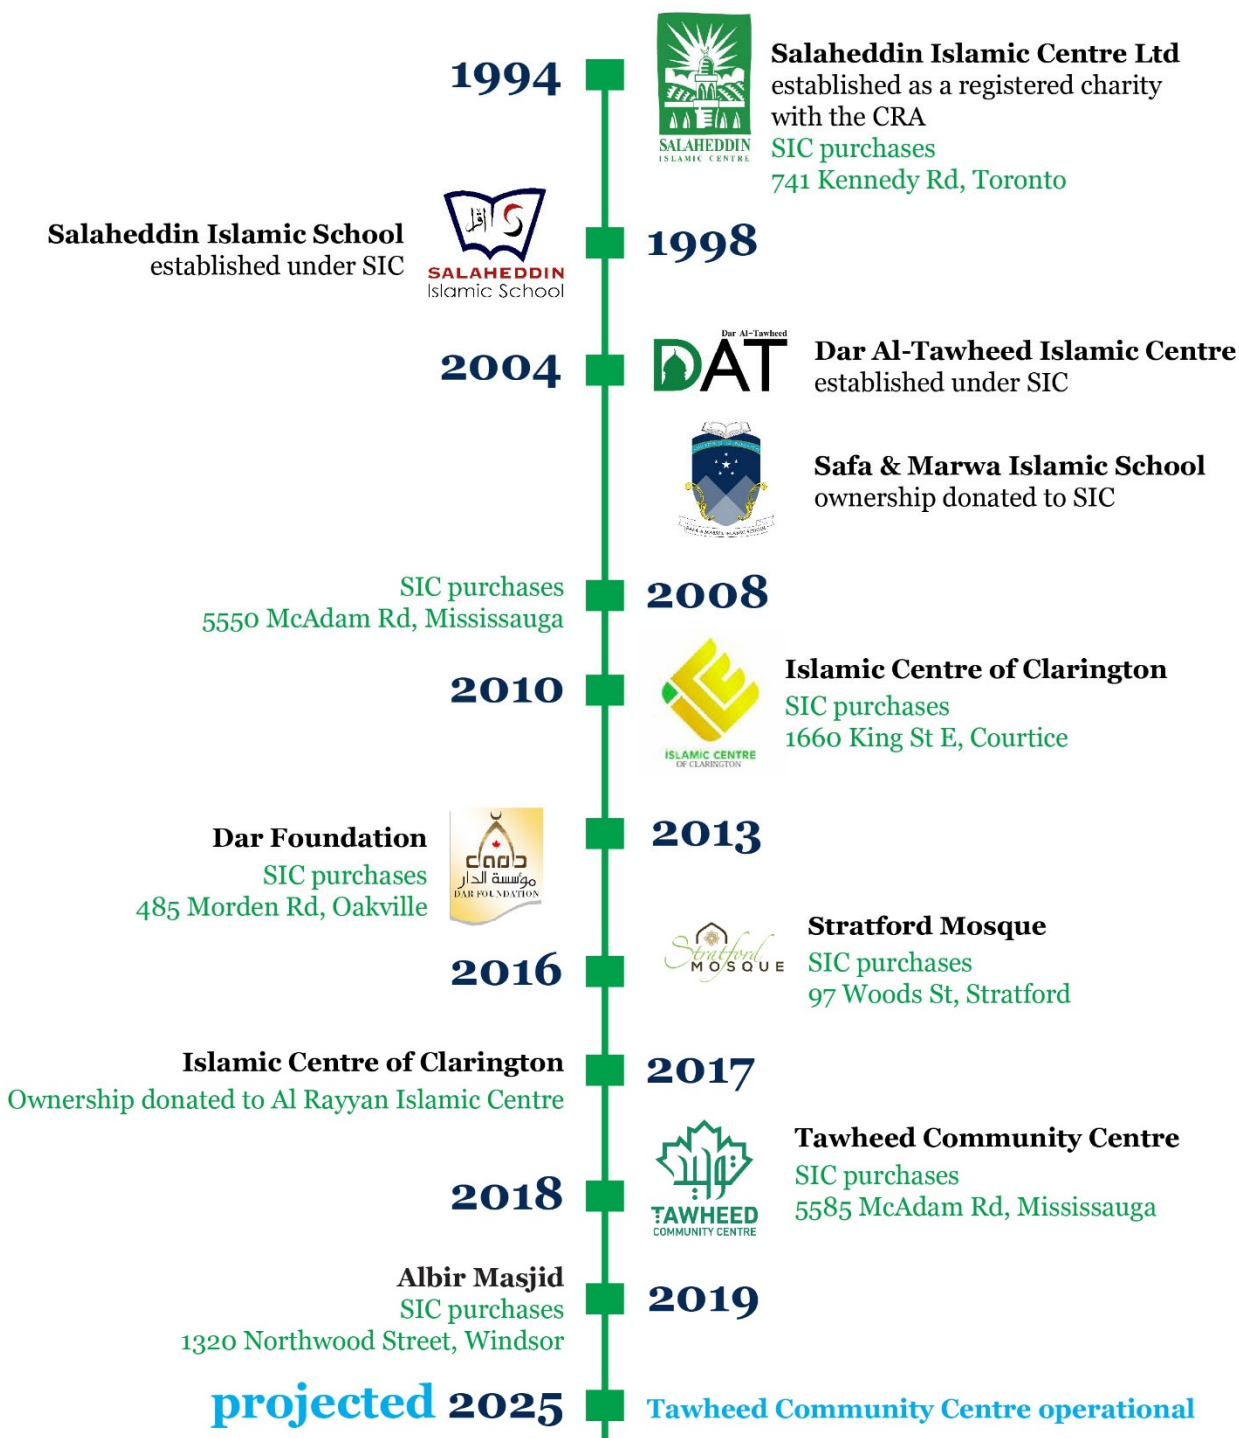 1994
SALAHEDDIN
ISLAMIC CENTRE
Salaheddin Islamic Centre Ltd
established as a registered charity
with the CRA
SIC purchases
741 Kennedy Rd, Toronto
Salaheddin Islamic School
established under SIC
اقرأ
SALAHEDDIN
Islamic School
1998
2004
Dar Al-Tawheed
DAT
Dar Al-Tawheed Islamic Centre
established under SIC
SAFA & MARWA ISLAMIC SCHOOL
Safa & Marwa Islamic School
ownership donated to SIC
SIC purchases
5550 McAdam Rd, Mississauga
2008
2010
ISLAMIC CENTRE
OF CLARINGTON
Islamic Centre of Clarington
SIC purchases
1660 King St E, Courtice
Dar Foundation
SIC purchases
485 Morden Rd, Oakville
مؤسسة الدار
DAR FOUNDATION
2013
2016
Stratford
MOSQUE
Stratford Mosque
SIC purchases
97 Woods St, Stratford
Islamic Centre of Clarington
Ownership donated to Al Rayyan Islamic Centre
2017
2018
توحيد
TAWHEED
COMMUNITY CENTRE
Tawheed Community Centre
SIC purchases
5585 McAdam Rd, Mississauga
Albir Masjid
SIC purchases
1320 Northwood Street, Windsor
2019
projected 2025
Tawheed Community Centre operational